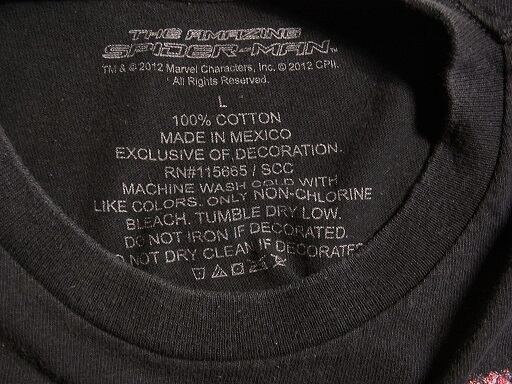 THE AMAZING
SPIDER-MAN™
TM & © 2012 Marvel Characters, Inc. © 2012 CPII.
All Rights Reserved.
L
100% COTTON
MADE IN MEXICO
EXCLUSIVE OF DECORATION.
RN#115665 / SCC
MACHINE WASH COLD WITH
LIKE COLORS. ONLY NON-CHLORINE
BLEACH. TUMBLE DRY LOW.
DO NOT IRON IF DECORATED.
DO NOT DRY CLEAN IF DECORATED